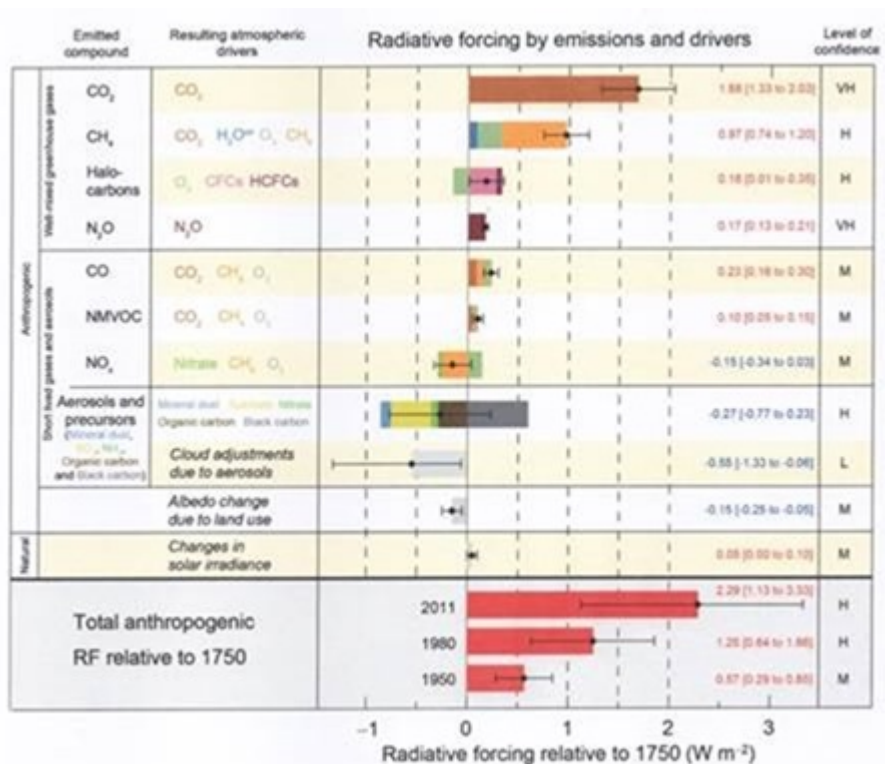 Emitted compound
Resulting atmospheric drivers
Radiative forcing by emissions and drivers
Level of confidence
Anthropogenic
Well-mixed greenhouse gases
CO₂
CO₂
1.68 [1.33 to 2.03]
VH
CH₄
CO₂ H₂Oˢᵗʳ O₃ CH₄
0.97 [0.74 to 1.20]
H
Halo-
carbons
O₃ CFCs HCFCs
0.18 [0.01 to 0.35]
H
N₂O
N₂O
0.17 [0.13 to 0.21]
VH
Short lived gases and aerosols
CO
CO₂ CH₄ O₃
0.23 [0.16 to 0.30]
M
NMVOC
CO₂ CH₄ O₃
0.10 [0.05 to 0.15]
M
NOₓ
Nitrate CH₄ O₃
-0.15 [-0.34 to 0.03]
M
Aerosols and
precursors
(Mineral dust,
Organic carbon
and Black carbon)
Mineral dust Nitrate
Organic carbon Black carbon
-0.27 [-0.77 to 0.23]
H
Cloud adjustments
due to aerosols
-0.55 [-1.33 to -0.06]
L
Albedo change
due to land use
-0.15 [-0.25 to -0.05]
M
Natural
Changes in
solar irradiance
0.05 [0.00 to 0.10]
M
Total anthropogenic
RF relative to 1750
2011
2.29 [1.13 to 3.33]
H
1980
1.25 [0.64 to 1.86]
H
1950
0.57 [0.29 to 0.85]
M
−1 0 1 2 3
Radiative forcing relative to 1750 (W m⁻²)